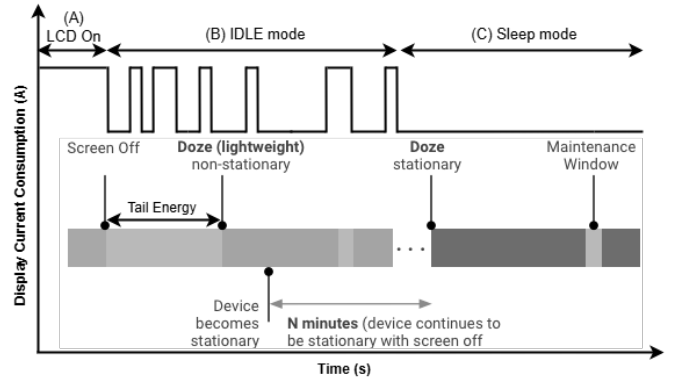 (A)
LCD On
(B) IDLE mode
(C) Sleep mode
Display Current Consumption (A)
Screen Off
Doze (lightweight)
non-stationary
Doze
stationary
Maintenance
Window
Tail Energy
. . .
Device
becomes
stationary
N minutes (device continues to
be stationary with screen off
Time (s)